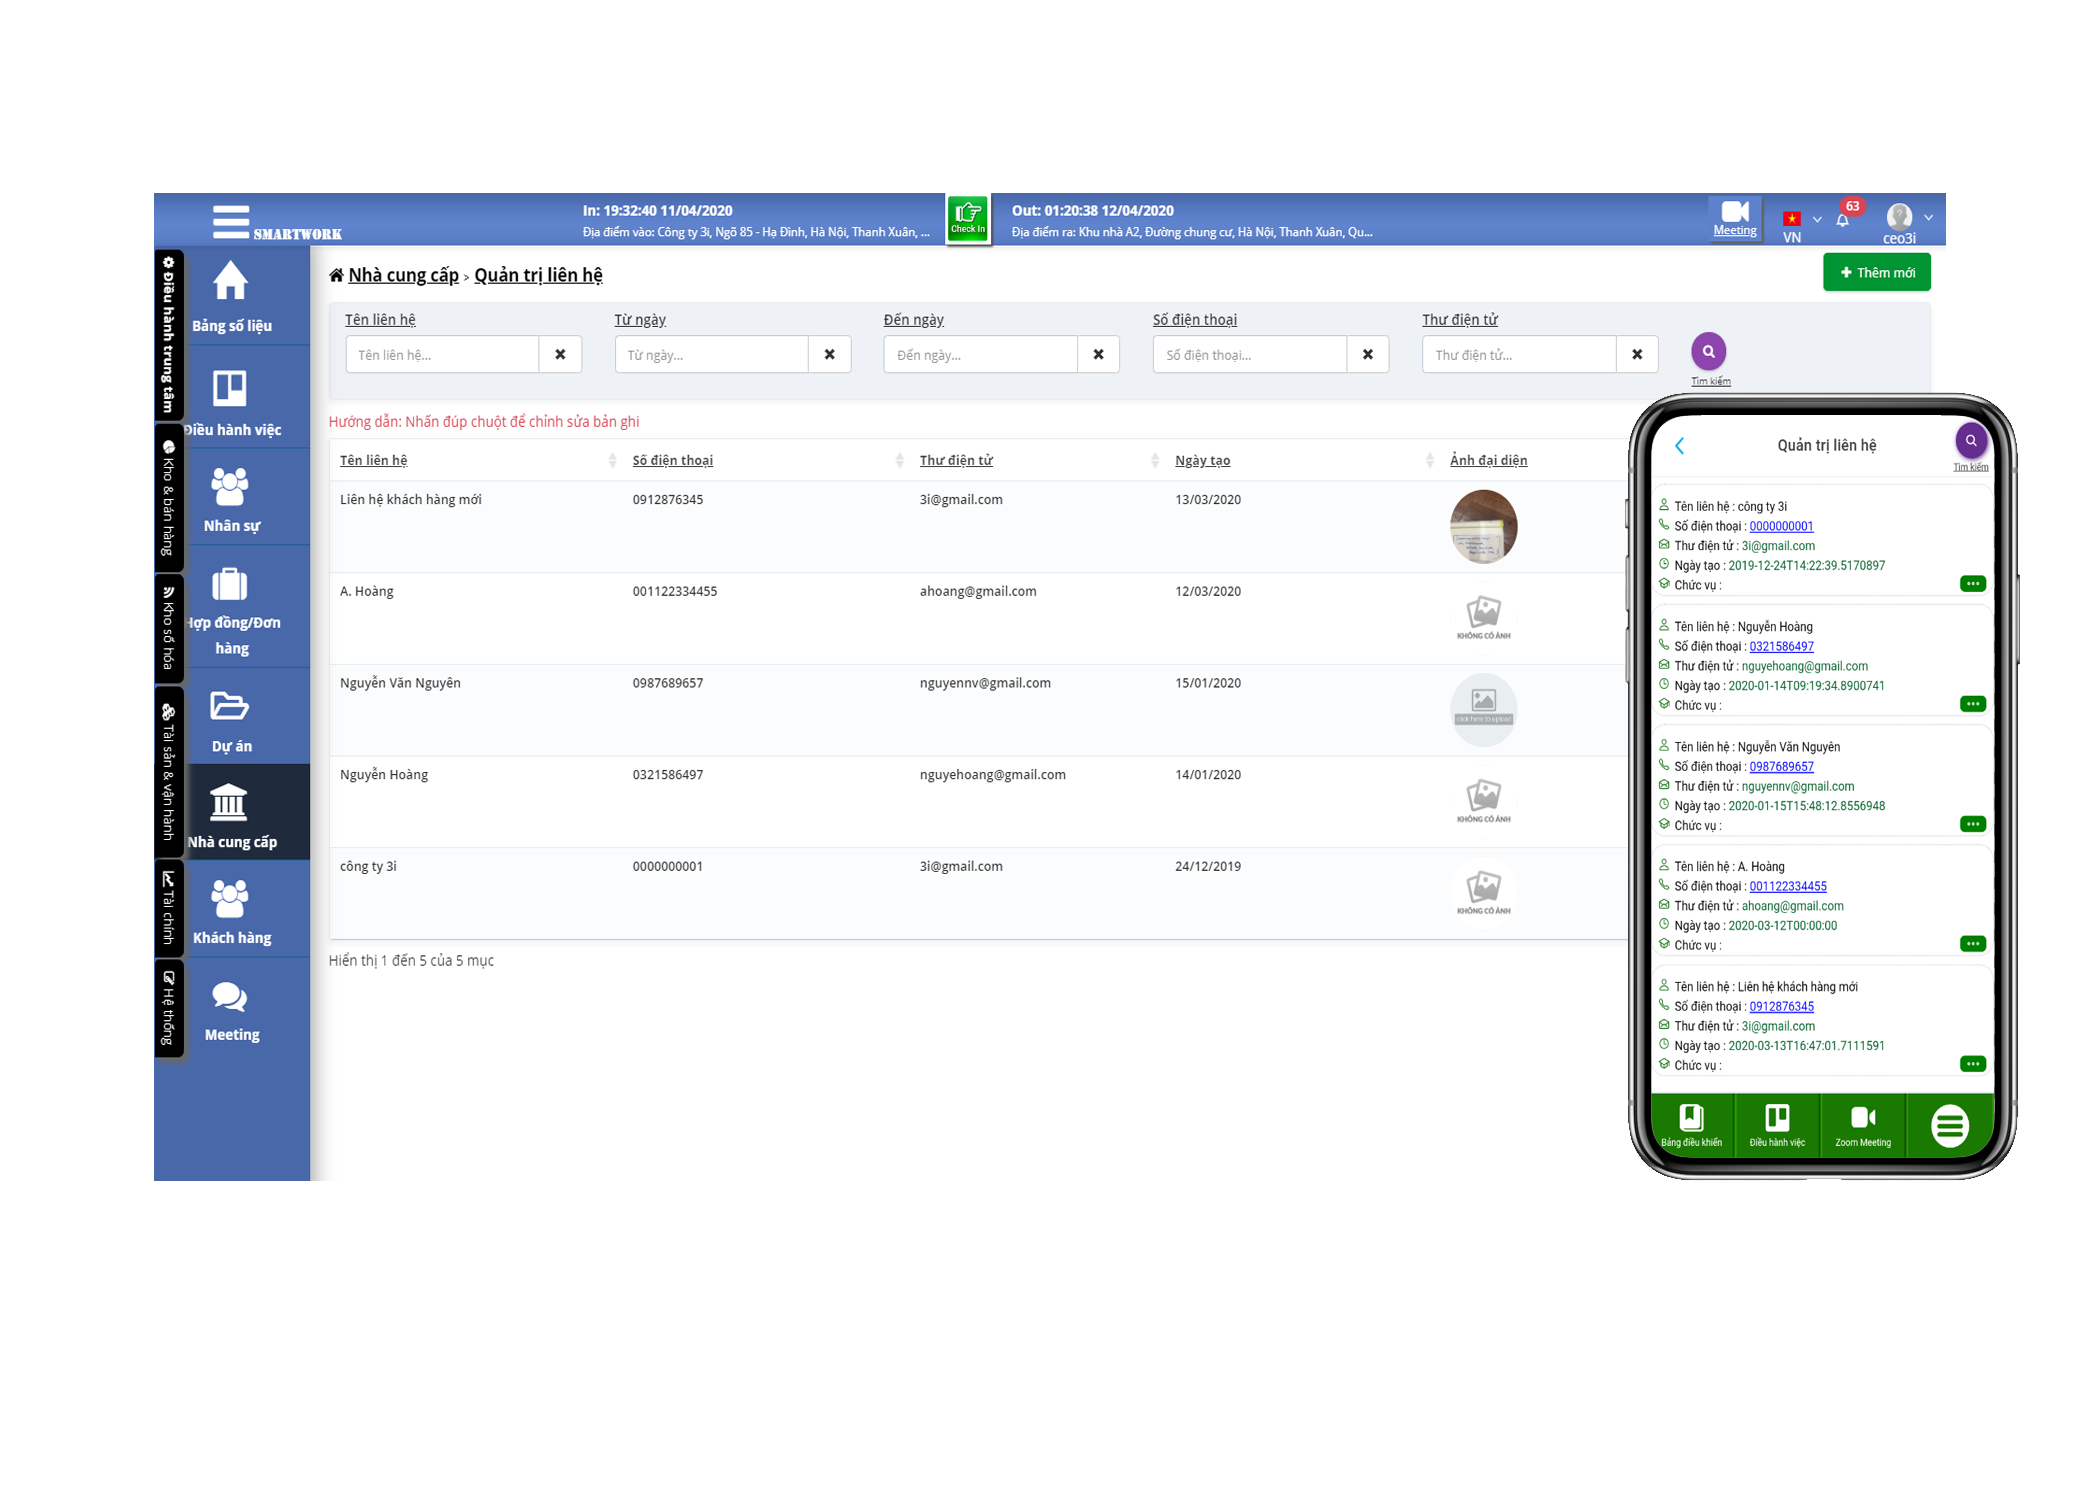 SMARTWORK
In: 19:32:40 11/04/2020
Địa điểm vào: Công ty 3i, Ngõ 85 - Hạ Đình, Hà Nội, Thanh Xuân, ...
Check In
Out: 01:20:38 12/04/2020
Địa điểm ra: Khu nhà A2, Đường chung cư, Hà Nội, Thanh Xuân, Qu...
Meeting
VN
63
ceo3i
Điều hành trung tâm
Kho & bán hàng
Kho số hóa
Tài sản & vận hành
Tài chính
Hệ thống
Bảng số liệu
Điều hành việc
Nhân sự
Hợp đồng/Đơn
hàng
Dự án
Nhà cung cấp
Khách hàng
Meeting
Nhà cung cấp > Quản trị liên hệ
Thêm mới
Tên liên hệ Từ ngày Đến ngày Số điện thoại Thư điện tử
Tên liên hệ... Từ ngày... Đến ngày... Số điện thoại... Thư điện tử...
Tìm kiếm
Hướng dẫn: Nhấn đúp chuột để chỉnh sửa bản ghi
Tên liên hệ Số điện thoại Thư điện tử Ngày tạo Ảnh đại diện
Liên hệ khách hàng mới 0912876345 3i@gmail.com 13/03/2020
A. Hoàng 001122334455 ahoang@gmail.com 12/03/2020
KHÔNG CÓ ẢNH
Nguyễn Văn Nguyên 0987689657 nguyennv@gmail.com 15/01/2020
click here to upload
Nguyễn Hoàng 0321586497 nguyehoang@gmail.com 14/01/2020
KHÔNG CÓ ẢNH
công ty 3i 0000000001 3i@gmail.com 24/12/2019
KHÔNG CÓ ẢNH
Hiển thị 1 đến 5 của 5 mục
Quản trị liên hệ
Tìm kiếm
Tên liên hệ : công ty 3i
Số điện thoại : 0000000001
Thư điện tử : 3i@gmail.com
Ngày tạo : 2019-12-24T14:22:39.5170897
Chức vụ :
Tên liên hệ : Nguyễn Hoàng
Số điện thoại : 0321586497
Thư điện tử : nguyehoang@gmail.com
Ngày tạo : 2020-01-14T09:19:34.8900741
Chức vụ :
Tên liên hệ : Nguyễn Văn Nguyên
Số điện thoại : 0987689657
Thư điện tử : nguyennv@gmail.com
Ngày tạo : 2020-01-15T15:48:12.8556948
Chức vụ :
Tên liên hệ : A. Hoàng
Số điện thoại : 001122334455
Thư điện tử : ahoang@gmail.com
Ngày tạo : 2020-03-12T00:00:00
Chức vụ :
Tên liên hệ : Liên hệ khách hàng mới
Số điện thoại : 0912876345
Thư điện tử : 3i@gmail.com
Ngày tạo : 2020-03-13T16:47:01.7111591
Chức vụ :
Bảng điều khiển
Điều hành việc
Zoom Meeting